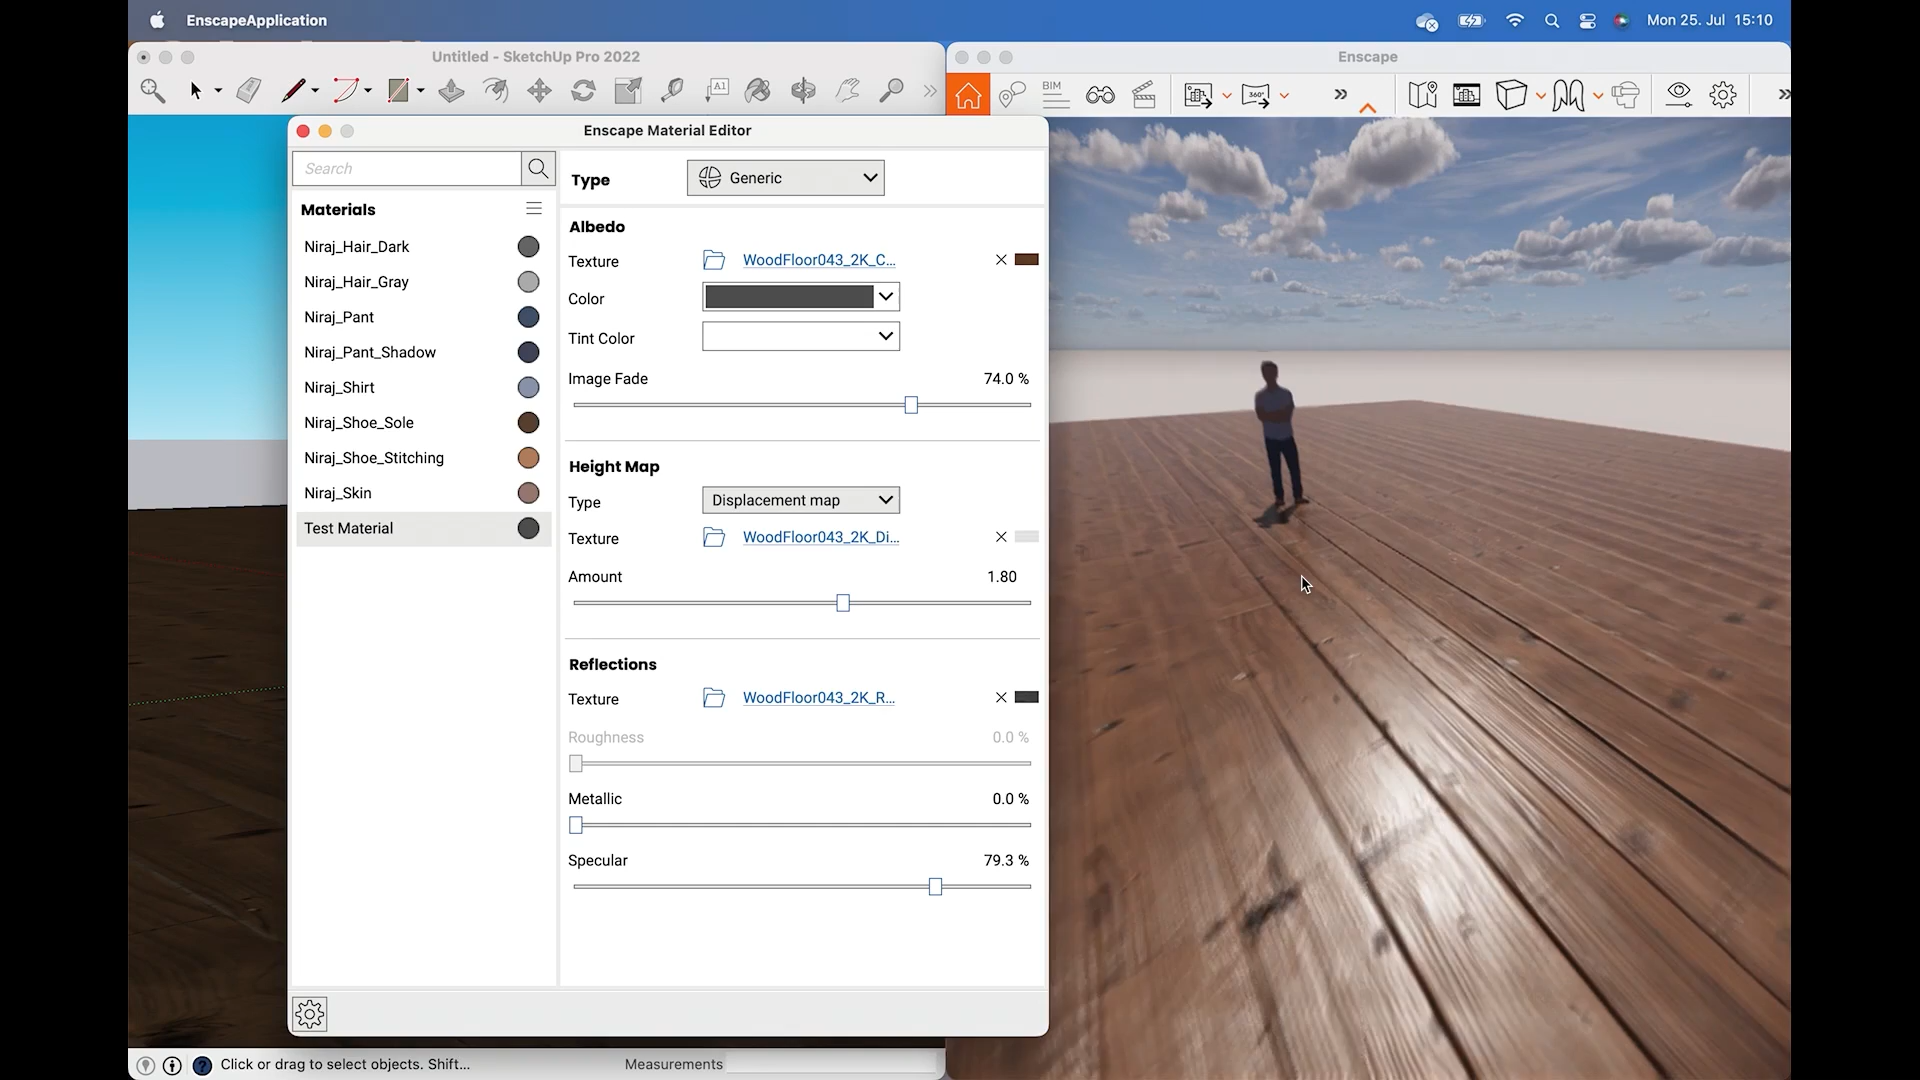 EnscapeApplication
Mon 25. Jul 15:10
Untitled - SketchUp Pro 2022
A1
Enscape
BIM
360°
Enscape Material Editor
Search
Materials
Niraj_Hair_Dark
Niraj_Hair_Gray
Niraj_Pant
Niraj_Pant_Shadow
Niraj_Shirt
Niraj_Shoe_Sole
Niraj_Shoe_Stitching
Niraj_Skin
Test Material
Type Generic
Albedo
Texture WoodFloor043_2K_C...
Color
Tint Color
Image Fade 74.0 %
Height Map
Type Displacement map
Texture WoodFloor043_2K_Di...
Amount 1.80
Reflections
Texture WoodFloor043_2K_R...
Roughness 0.0 %
Metallic 0.0 %
Specular 79.3 %
Click or drag to select objects. Shift...
Measurements